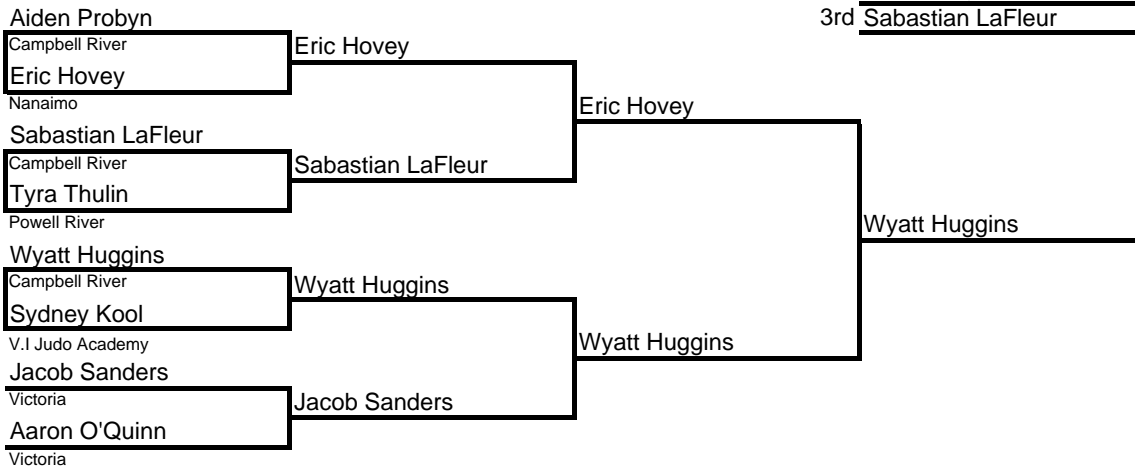 Aiden Probyn
3rd Sabastian LaFleur
Campbell River
Eric Hovey
Eric Hovey
Nanaimo
Eric Hovey
Sabastian LaFleur
Campbell River
Sabastian LaFleur
Tyra Thulin
Powell River
Wyatt Huggins
Wyatt Huggins
Campbell River
Wyatt Huggins
Sydney Kool
V.I Judo Academy
Wyatt Huggins
Jacob Sanders
Victoria
Jacob Sanders
Aaron O'Quinn
Victoria